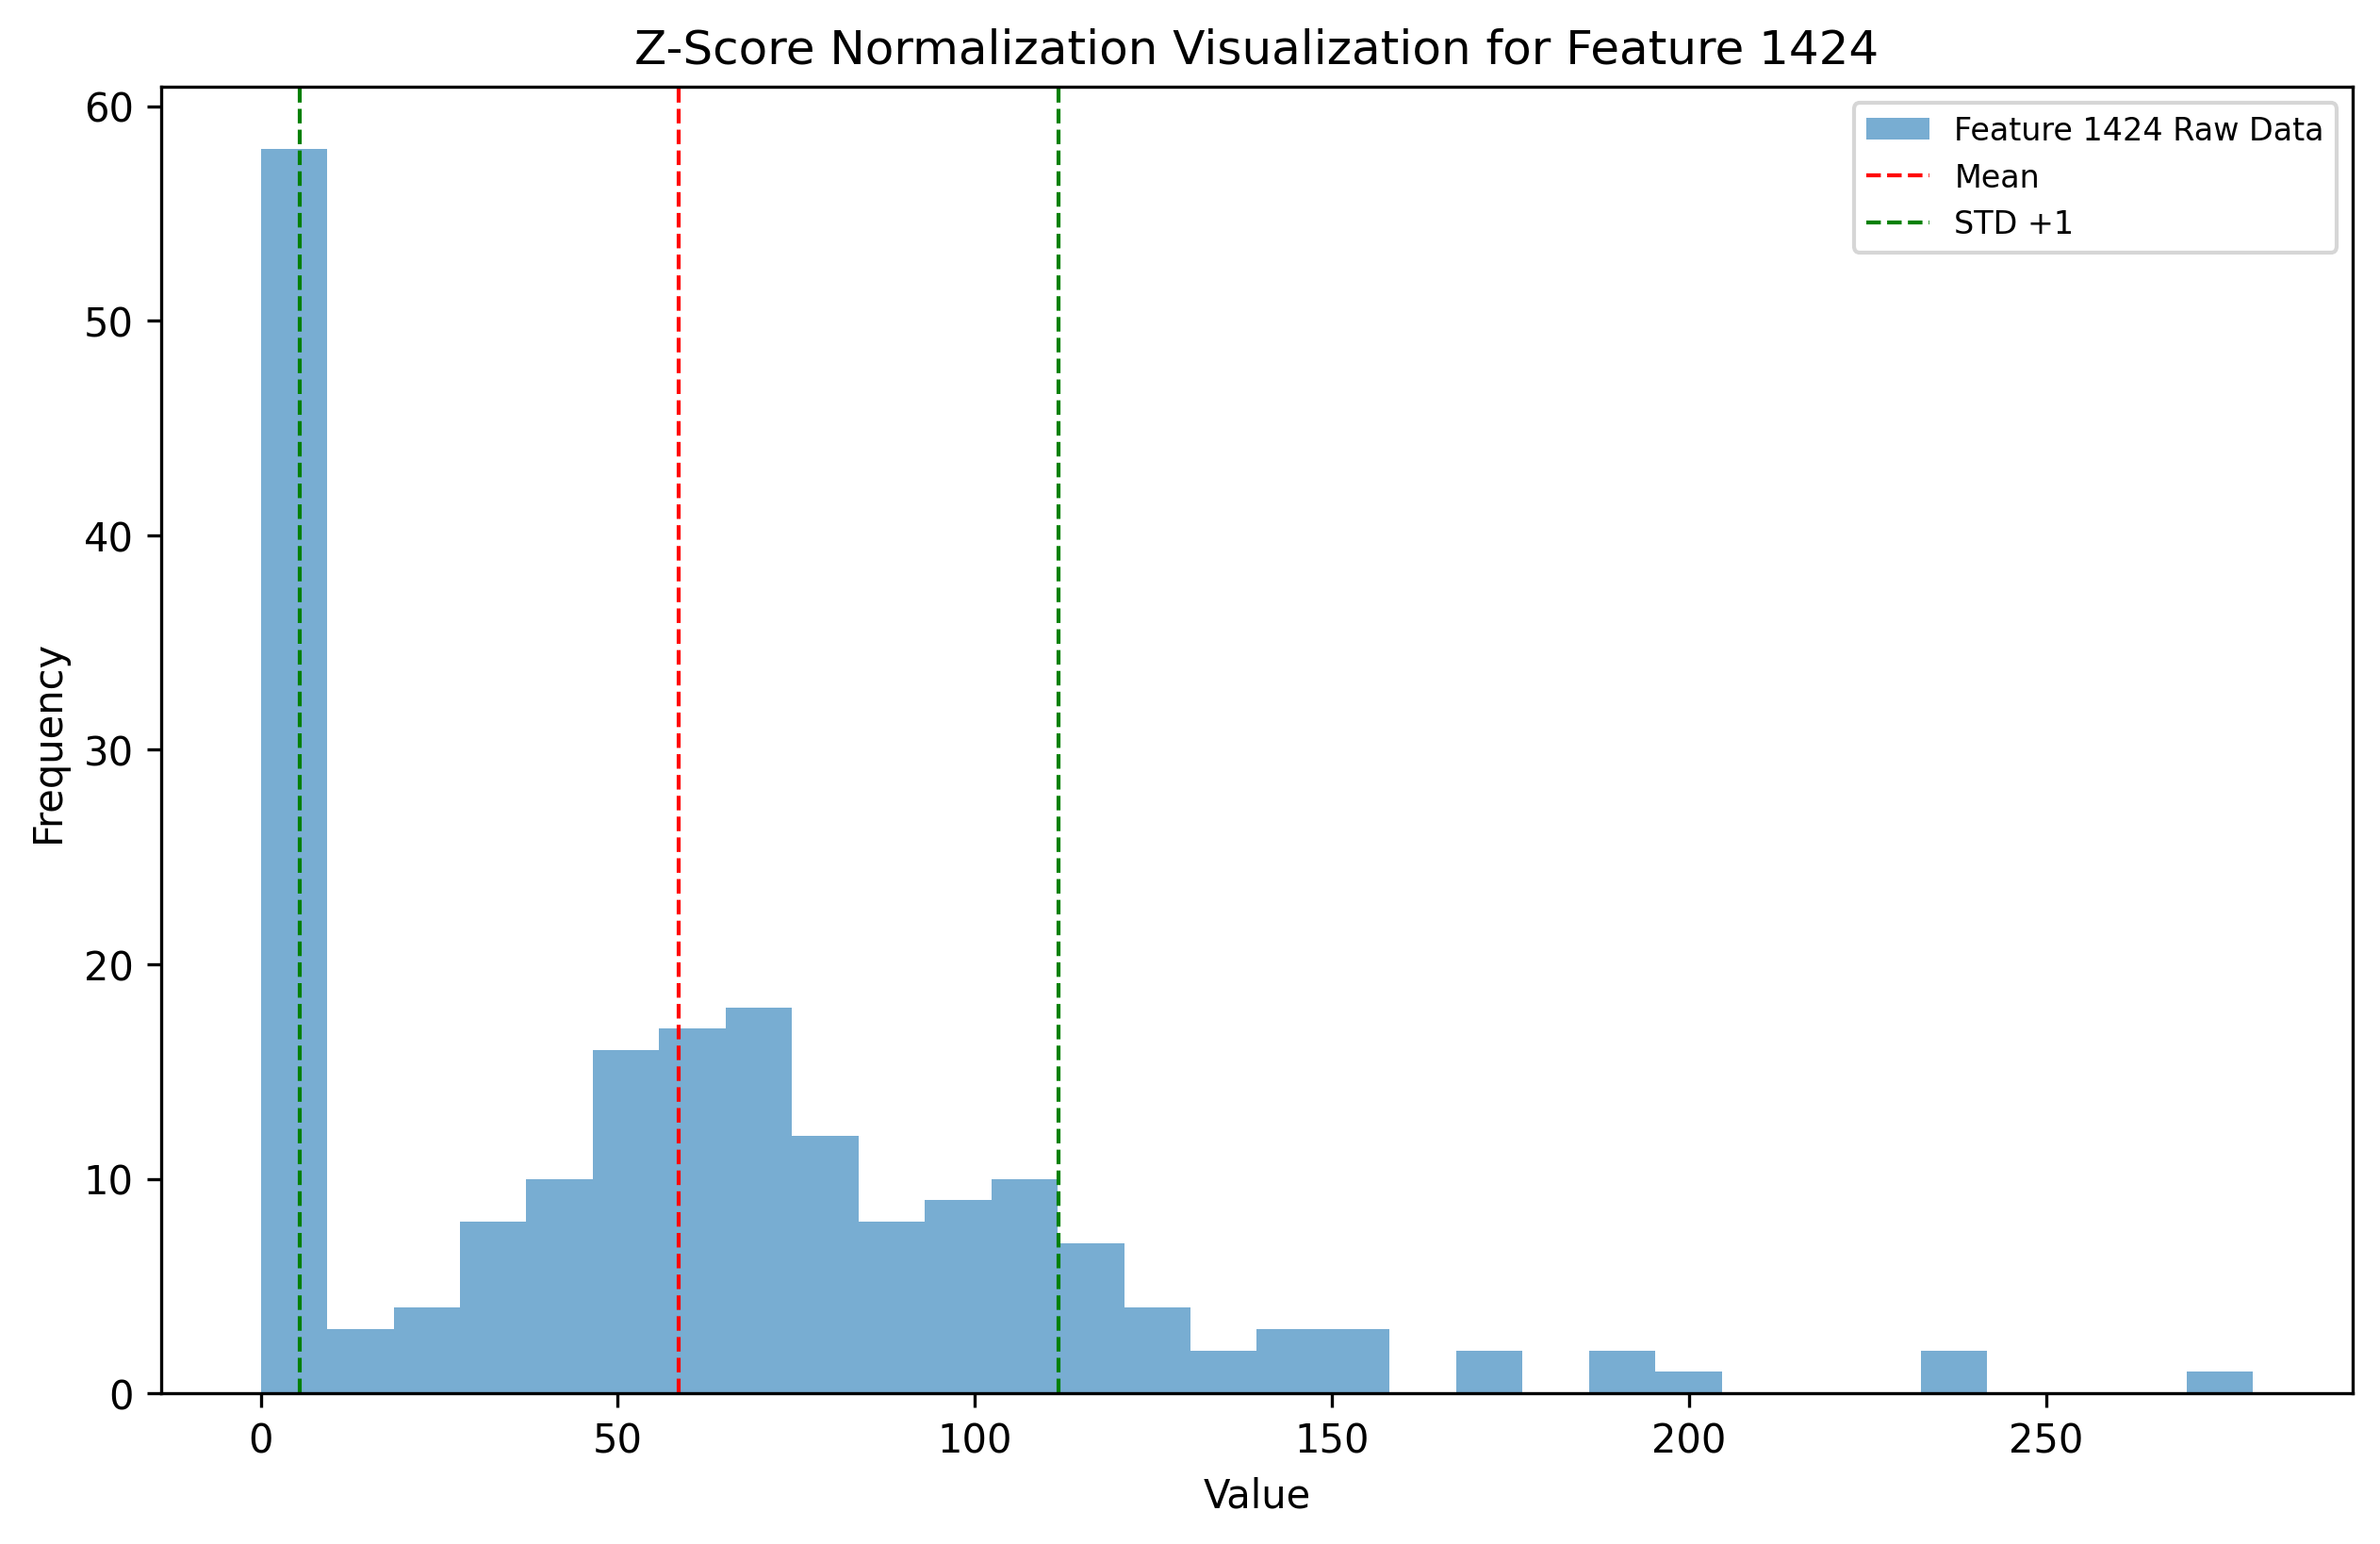 Z-Score Normalization Visualization for Feature 1424
Feature 1424 Raw Data
Mean
STD +1
60
50
40
30
20
10
0
Frequency
0 50 100 150 200 250
Value